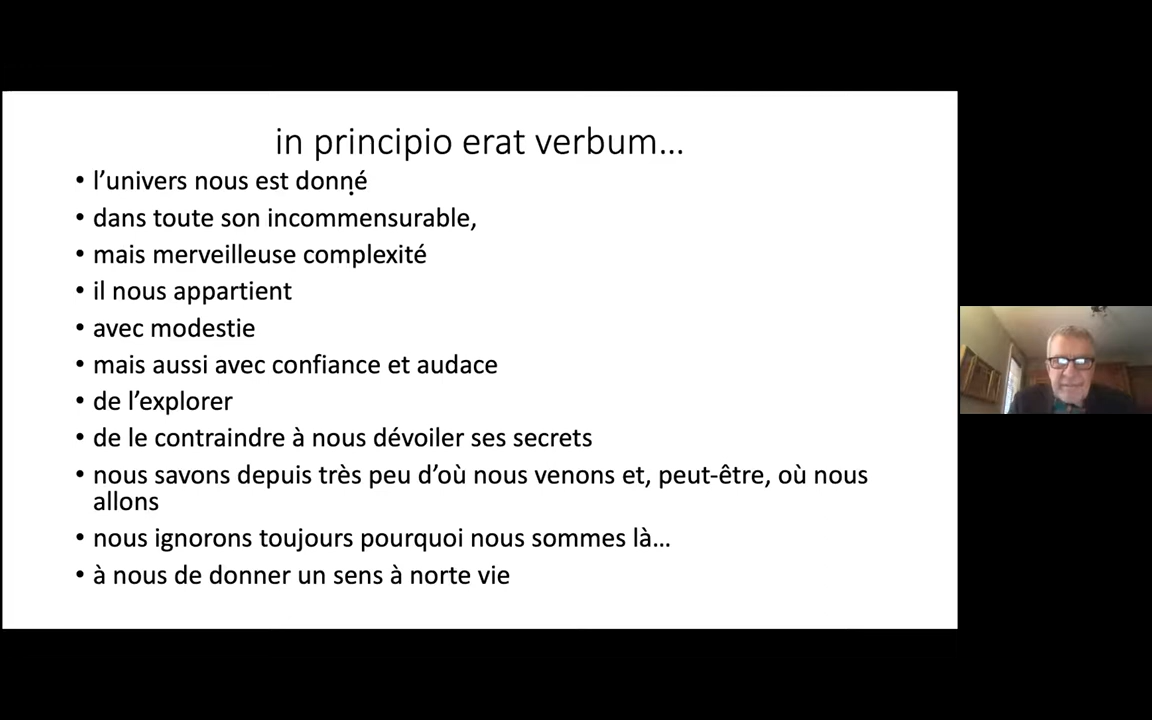 in principio erat verbum...
• l’univers nous est donné
• dans toute son incommensurable,
• mais merveilleuse complexité
• il nous appartient
• avec modestie
• mais aussi avec confiance et audace
• de l’explorer
• de le contraindre à nous dévoiler ses secrets
• nous savons depuis très peu d’où nous venons et, peut-être, où nous
allons
• nous ignorons toujours pourquoi nous sommes là...
• à nous de donner un sens à norte vie